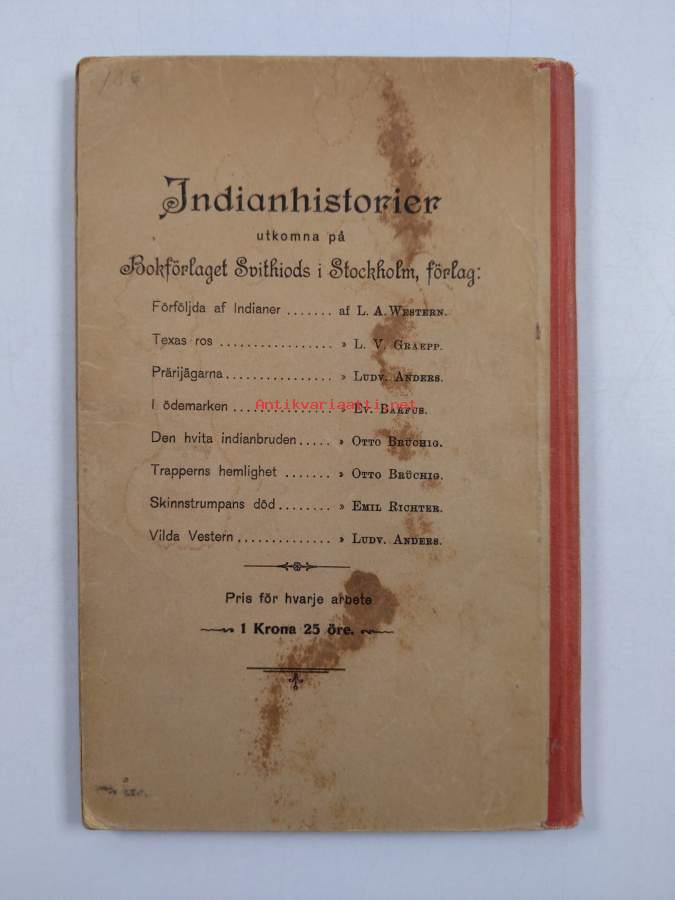 Indianhistorier
utkomna på
Bokförlaget Svithiods i Stockholm, förlag:
Förföljda af Indianer ....... af L. A. WESTERN.
Texas ros ................. » L. V. GRAEPP.
Prärijägarna ................ » LUDV. ANDERS.
I ödemarken ............... » EV. BARFUS.
Antikvariaatti.net
Den hvita indianbruden ..... » OTTO BRÜCHIG.
Trapperns hemlighet ....... » OTTO BRÜCHIG.
Skinnstrumpans död ........ » EMIL RICHTER.
Vilda Vestern .............. » LUDV. ANDERS.
Pris för hvarje arbete
1 Krona 25 öre.